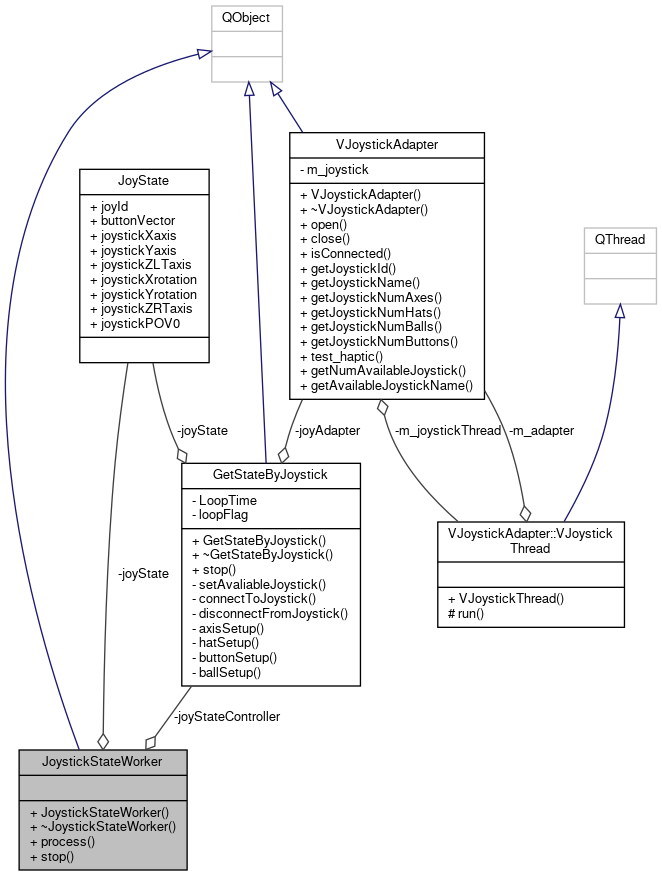 QObject
VJoystickAdapter
- m_joystick
+ VJoystickAdapter()
+ ~VJoystickAdapter()
+ open()
+ close()
+ isConnected()
+ getJoystickId()
+ getJoystickName()
+ getJoystickNumAxes()
+ getJoystickNumHats()
+ getJoystickNumBalls()
+ getJoystickNumButtons()
+ test_haptic()
+ getNumAvailableJoystick()
+ getAvailableJoystickName()
JoyState
+ joyId
+ buttonVector
+ joystickXaxis
+ joystickYaxis
+ joystickZLTaxis
+ joystickXrotation
+ joystickYrotation
+ joystickZRTaxis
+ joystickPOV0
QThread
-joyState
-joyAdapter
-m_joystickThread
-m_adapter
GetStateByJoystick
- LoopTime
- loopFlag
+ GetStateByJoystick()
+ ~GetStateByJoystick()
+ stop()
- setAvaliableJoystick()
- connectToJoystick()
- disconnectFromJoystick()
- axisSetup()
- hatSetup()
- buttonSetup()
- ballSetup()
VJoystickAdapter::VJoystick
Thread
+ VJoystickThread()
# run()
-joyState
-joyStateController
JoystickStateWorker
+ JoystickStateWorker()
+ ~JoystickStateWorker()
+ process()
+ stop()